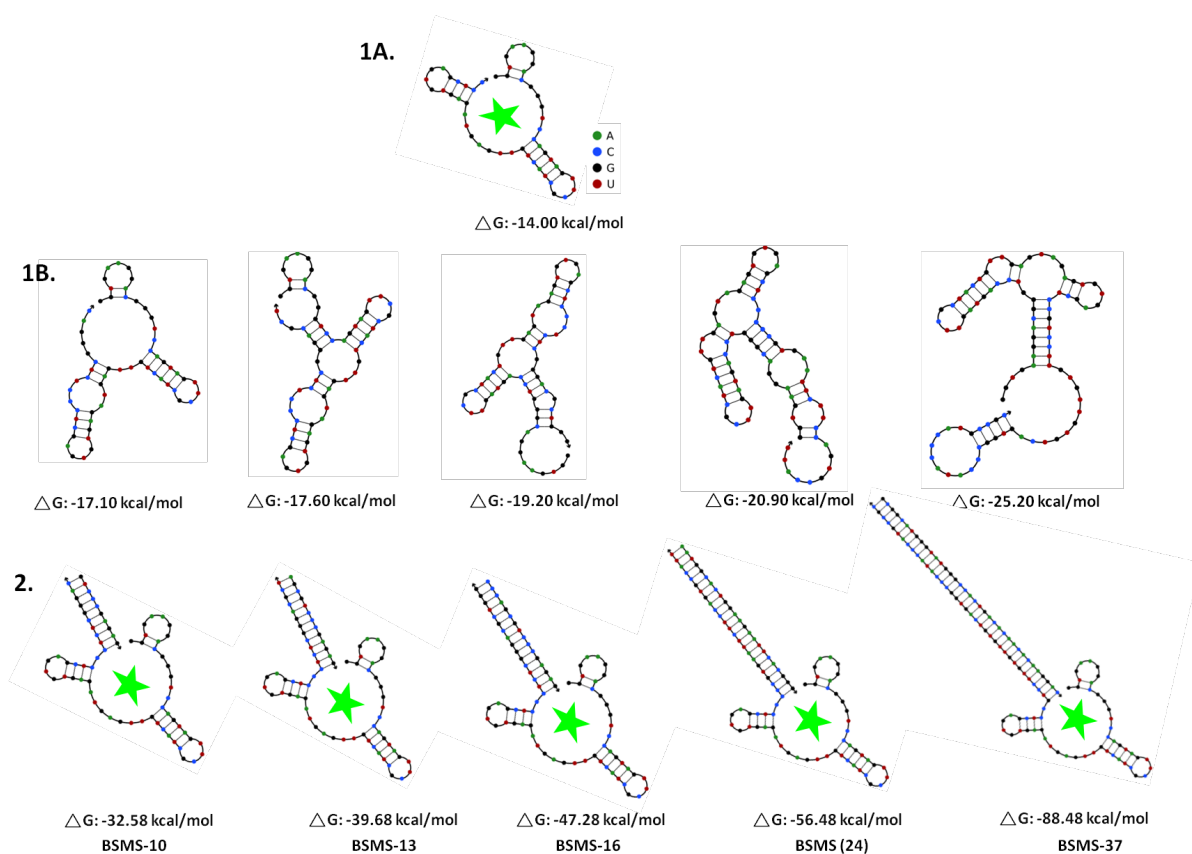 1A.
A
C
G
U
△G: -14.00 kcal/mol
1B.
△G: -17.10 kcal/mol
△G: -17.60 kcal/mol
△G: -19.20 kcal/mol
△G: -20.90 kcal/mol
△G: -25.20 kcal/mol
2.
△G: -32.58 kcal/mol
△G: -39.68 kcal/mol
△G: -47.28 kcal/mol
△G: -56.48 kcal/mol
△G: -88.48 kcal/mol
BSMS-10
BSMS-13
BSMS-16
BSMS (24)
BSMS-37